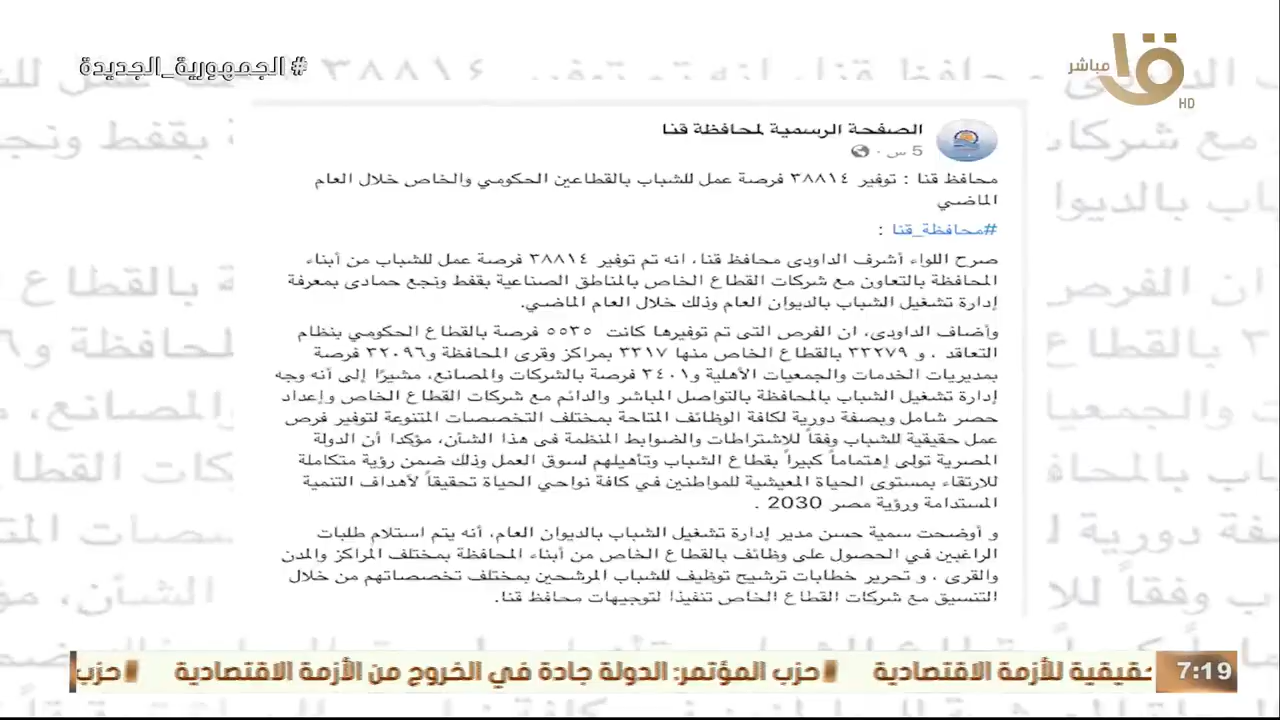 #الجمهورية_الجديدة
مباشر
HD
الصفحة الرسمية لمحافظة قنا
5 س ·
محافظ قنا : توفير ٣٨٨١٤ فرصة عمل للشباب بالقطاعين الحكومي والخاص خلال العام
الماضي
#محافظة_قنا :
صرح اللواء أشرف الداودى محافظ قنا، انه تم توفير ٣٨٨١٤ فرصة عمل للشباب من أبناء
المحافظة بالتعاون مع شركات القطاع الخاص بالمناطق الصناعية بقفط ونجع حمادى بمعرفة
إدارة تشغيل الشباب بالديوان العام وذلك خلال العام الماضي.
وأضاف الداودى، ان الفرص التى تم توفيرها كانت ٥٥٣٥ فرصة بالقطاع الحكومي بنظام
التعاقد ، و ٣٣٢٧٩ بالقطاع الخاص منها ٣٣١٧ بمراكز وقرى المحافظة و٣٢٠٩٦ فرصة
بمديريات الخدمات والجمعيات الأهلية و٣٤٠١ فرصة بالشركات والمصانع، مشيرًا إلى أنه وجه
إدارة تشغيل الشباب بالمحافظة بالتواصل المباشر والدائم مع شركات القطاع الخاص وإعداد
حصر شامل وبصفة دورية لكافة الوظائف المتاحة بمختلف التخصصات المتنوعة لتوفير فرص
عمل حقيقية للشباب وفقاً للإشتراطات والضوابط المنظمة فى هذا الشأن، مؤكدا أن الدولة
المصرية تولى إهتماماً كبيراً بقطاع الشباب وتأهيلهم لسوق العمل وذلك ضمن رؤية متكاملة
للارتقاء بمستوى الحياة المعيشية للمواطنين في كافة نواحي الحياة تحقيقاً لأهداف التنمية
المستدامة ورؤية مصر 2030 .
و أوضحت سمية حسن مدير إدارة تشغيل الشباب بالديوان العام، أنه يتم استلام طلبات
الراغبين في الحصول على وظائف بالقطاع الخاص من أبناء المحافظة بمختلف المراكز والمدن
والقرى ، و تحرير خطابات ترشيح توظيف للشباب المرشحين بمختلف تخصصاتهم من خلال
التنسيق مع شركات القطاع الخاص تنفيذا لتوجيهات محافظ قنا.
7:19
حقيقية للأزمة الاقتصادية #حزب المؤتمر: الدولة جادة في الخروج من الأزمة الاقتصادية #حزب